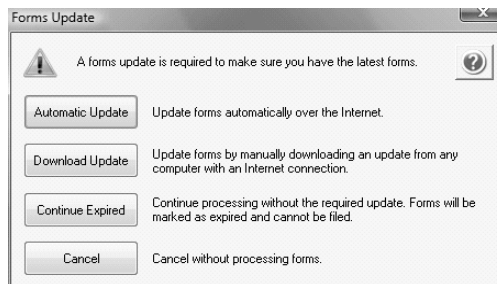 Forms Update
A forms update is required to make sure you have the latest forms.
Automatic Update Update forms automatically over the Internet.
Download Update Update forms by manually downloading an update from any
computer with an Internet connection.
Continue Expired Continue processing without the required update. Forms will be
marked as expired and cannot be filed.
Cancel Cancel without processing forms.